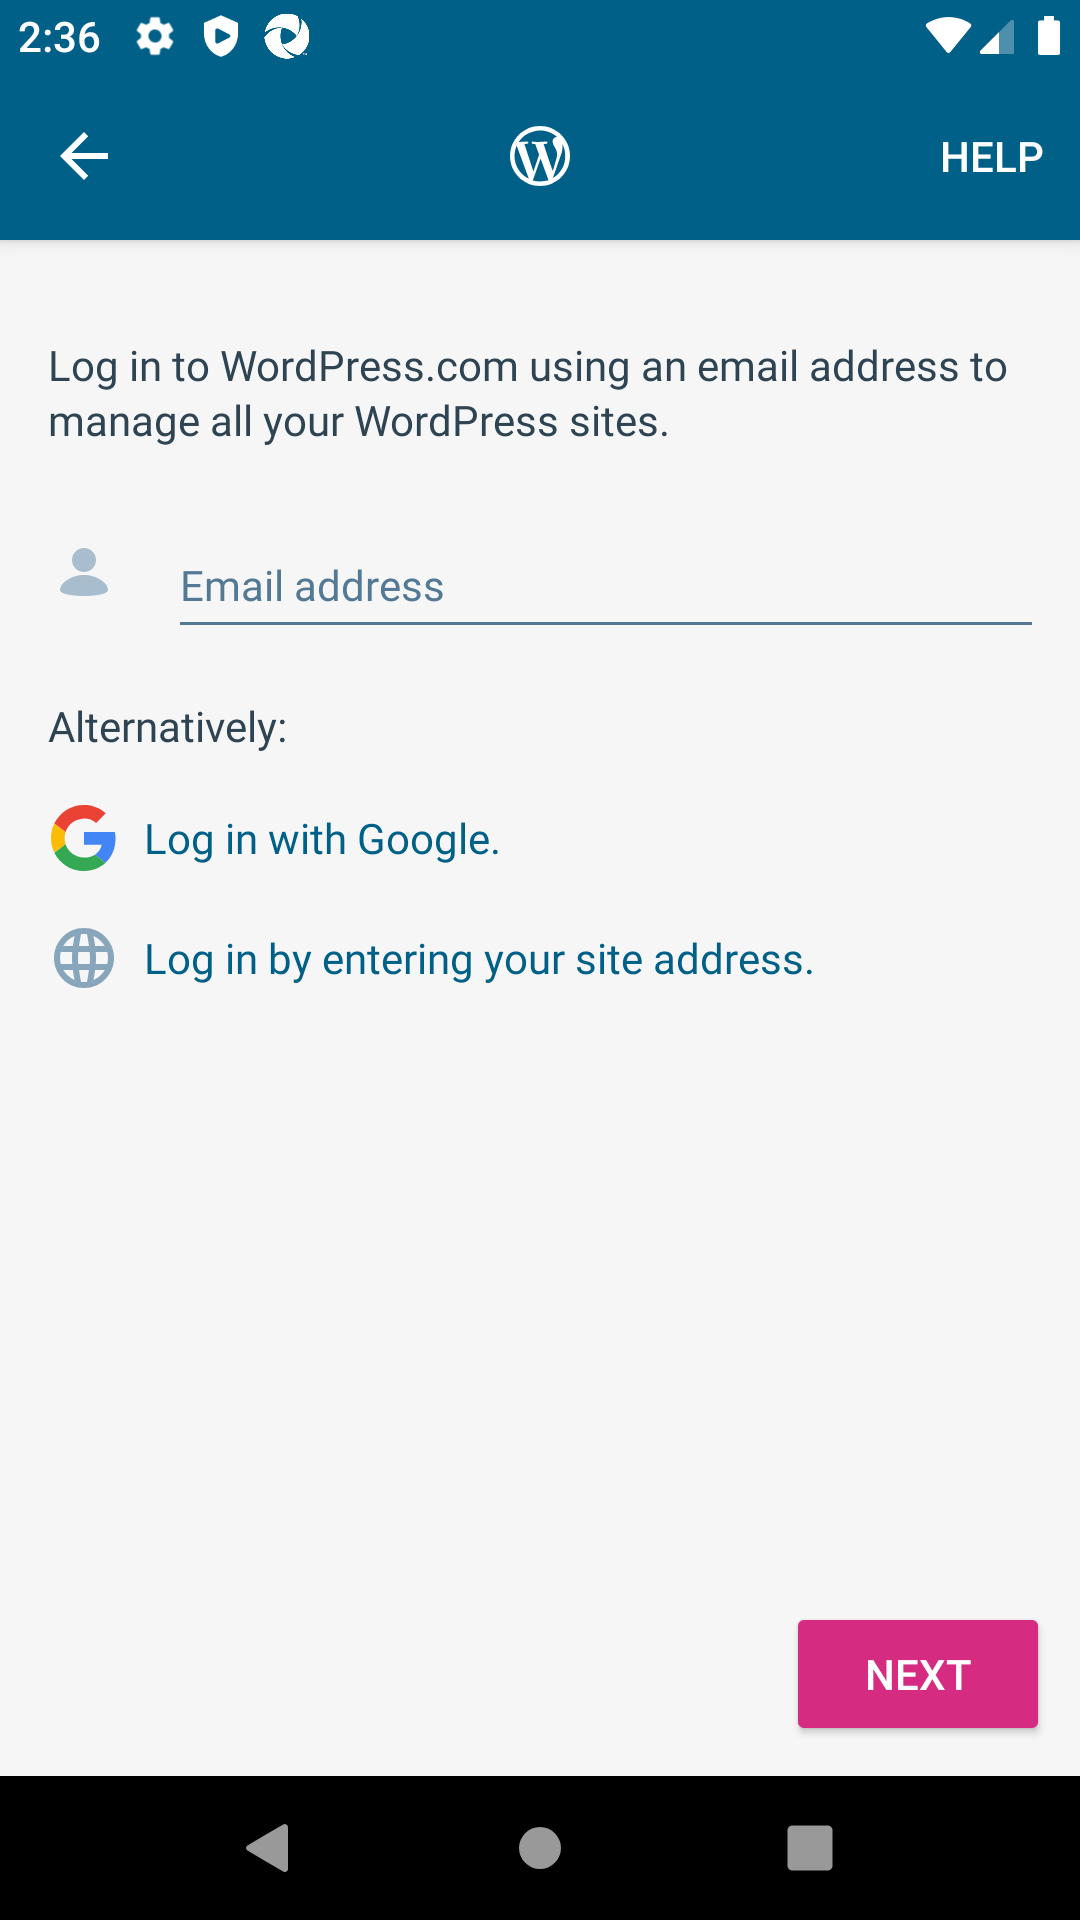 2:36
HELP
Log in to WordPress.com using an email address to
manage all your WordPress sites.
Email address
Alternatively:
Log in with Google.
Log in by entering your site address.
NEXT